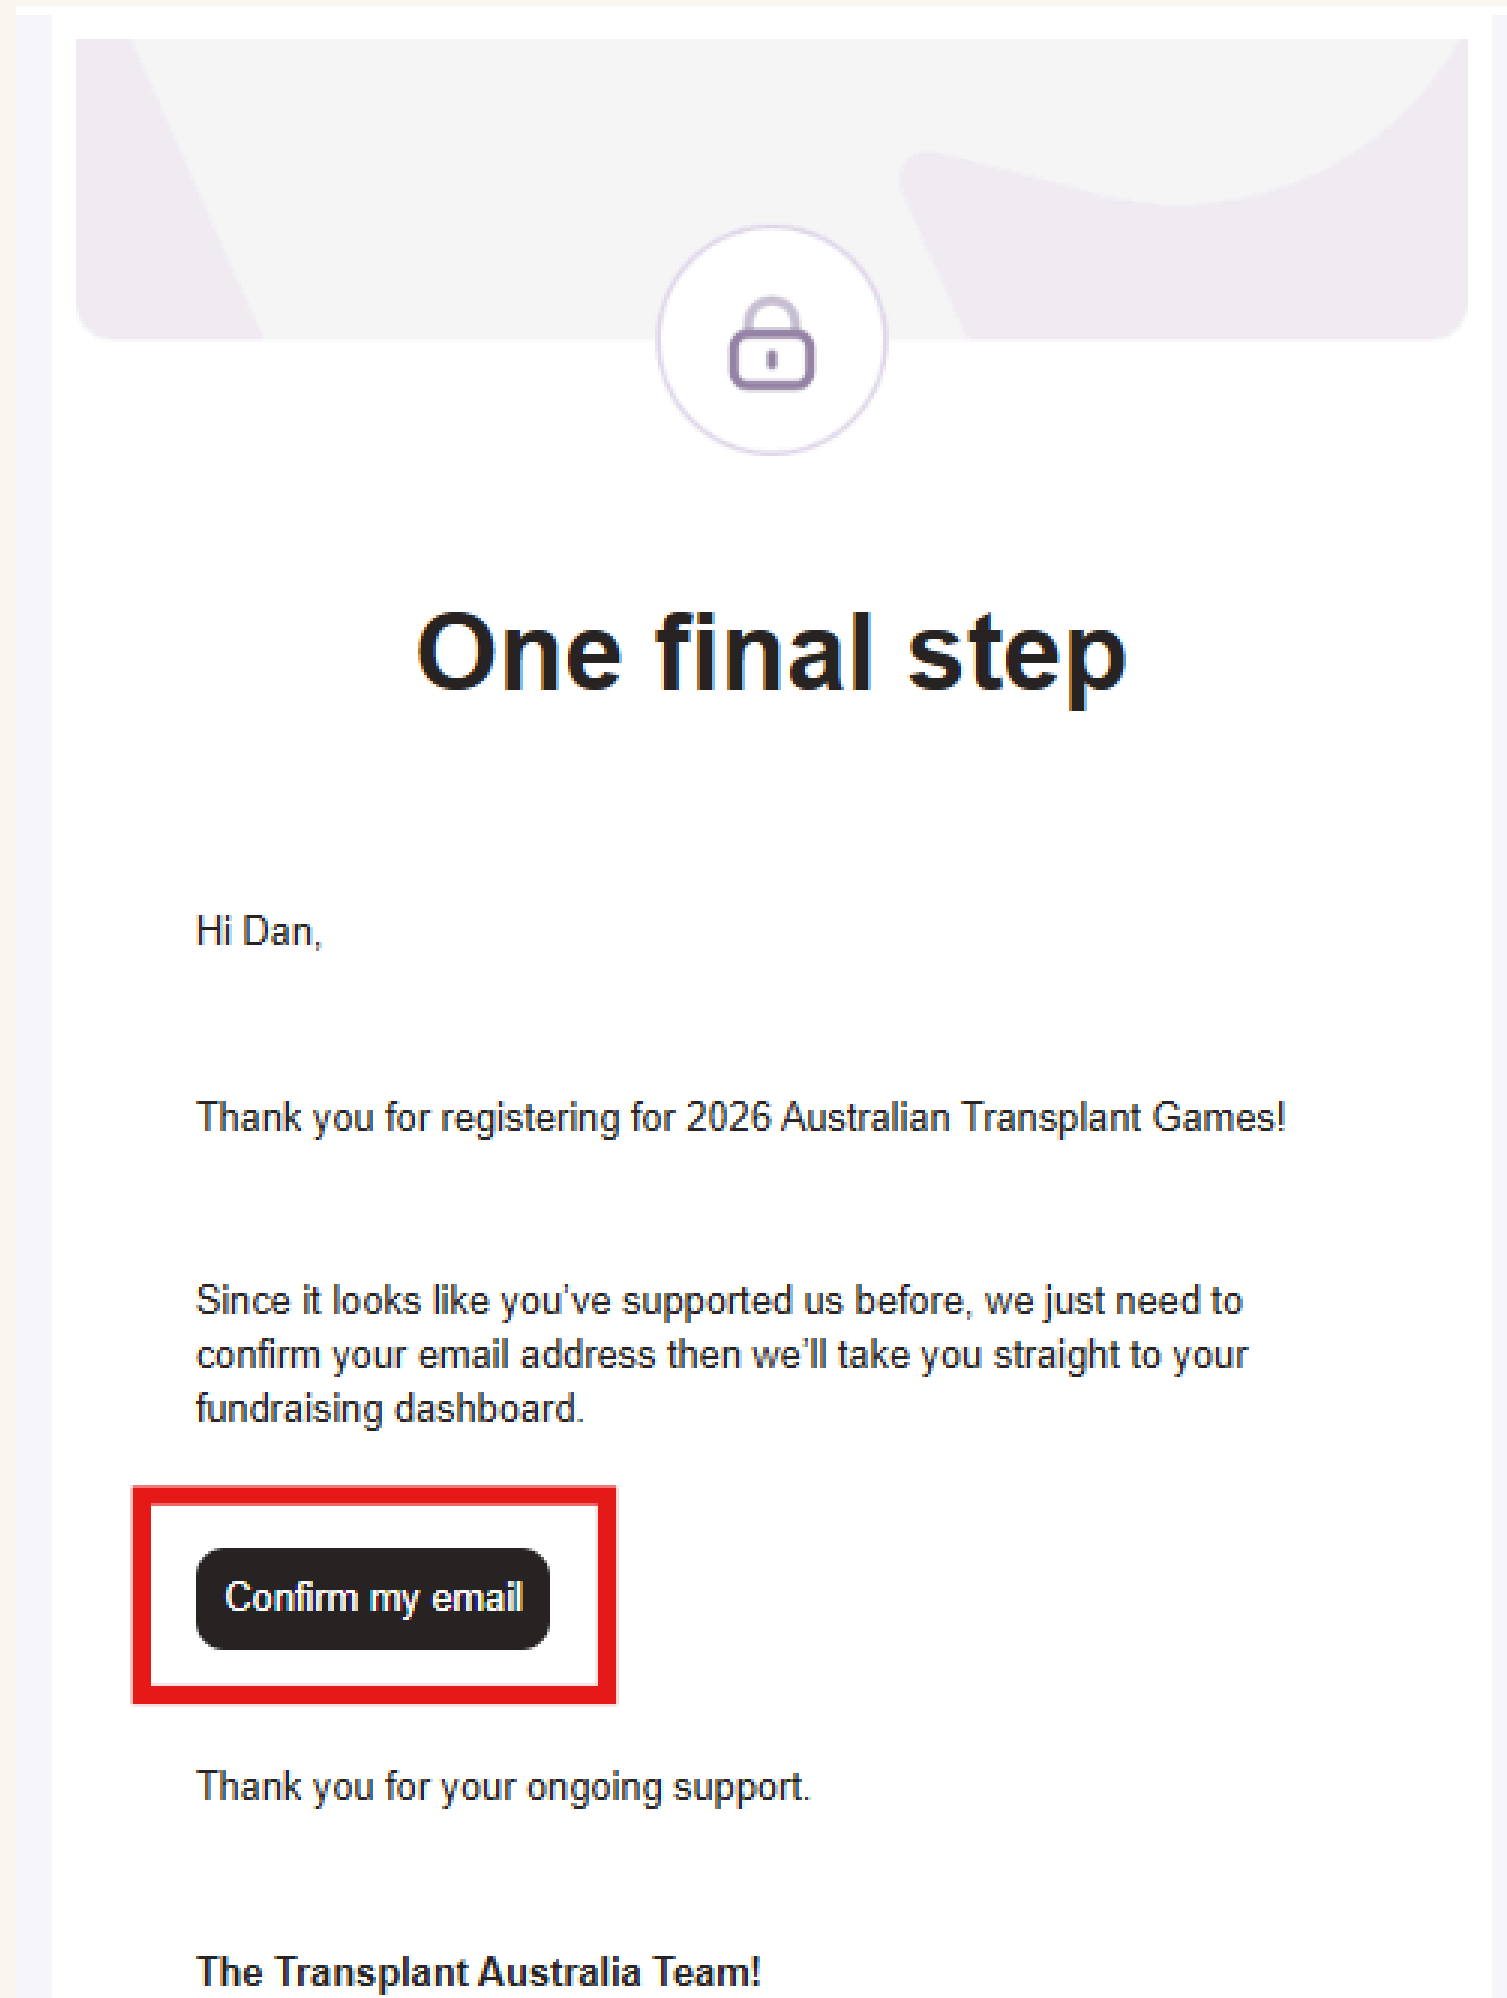 One final step
Hi Dan,
Thank you for registering for 2026 Australian Transplant Games!
Since it looks like you've supported us before, we just need to
confirm your email address then we'll take you straight to your
fundraising dashboard.
Confirm my email
Thank you for your ongoing support.
The Transplant Australia Team!